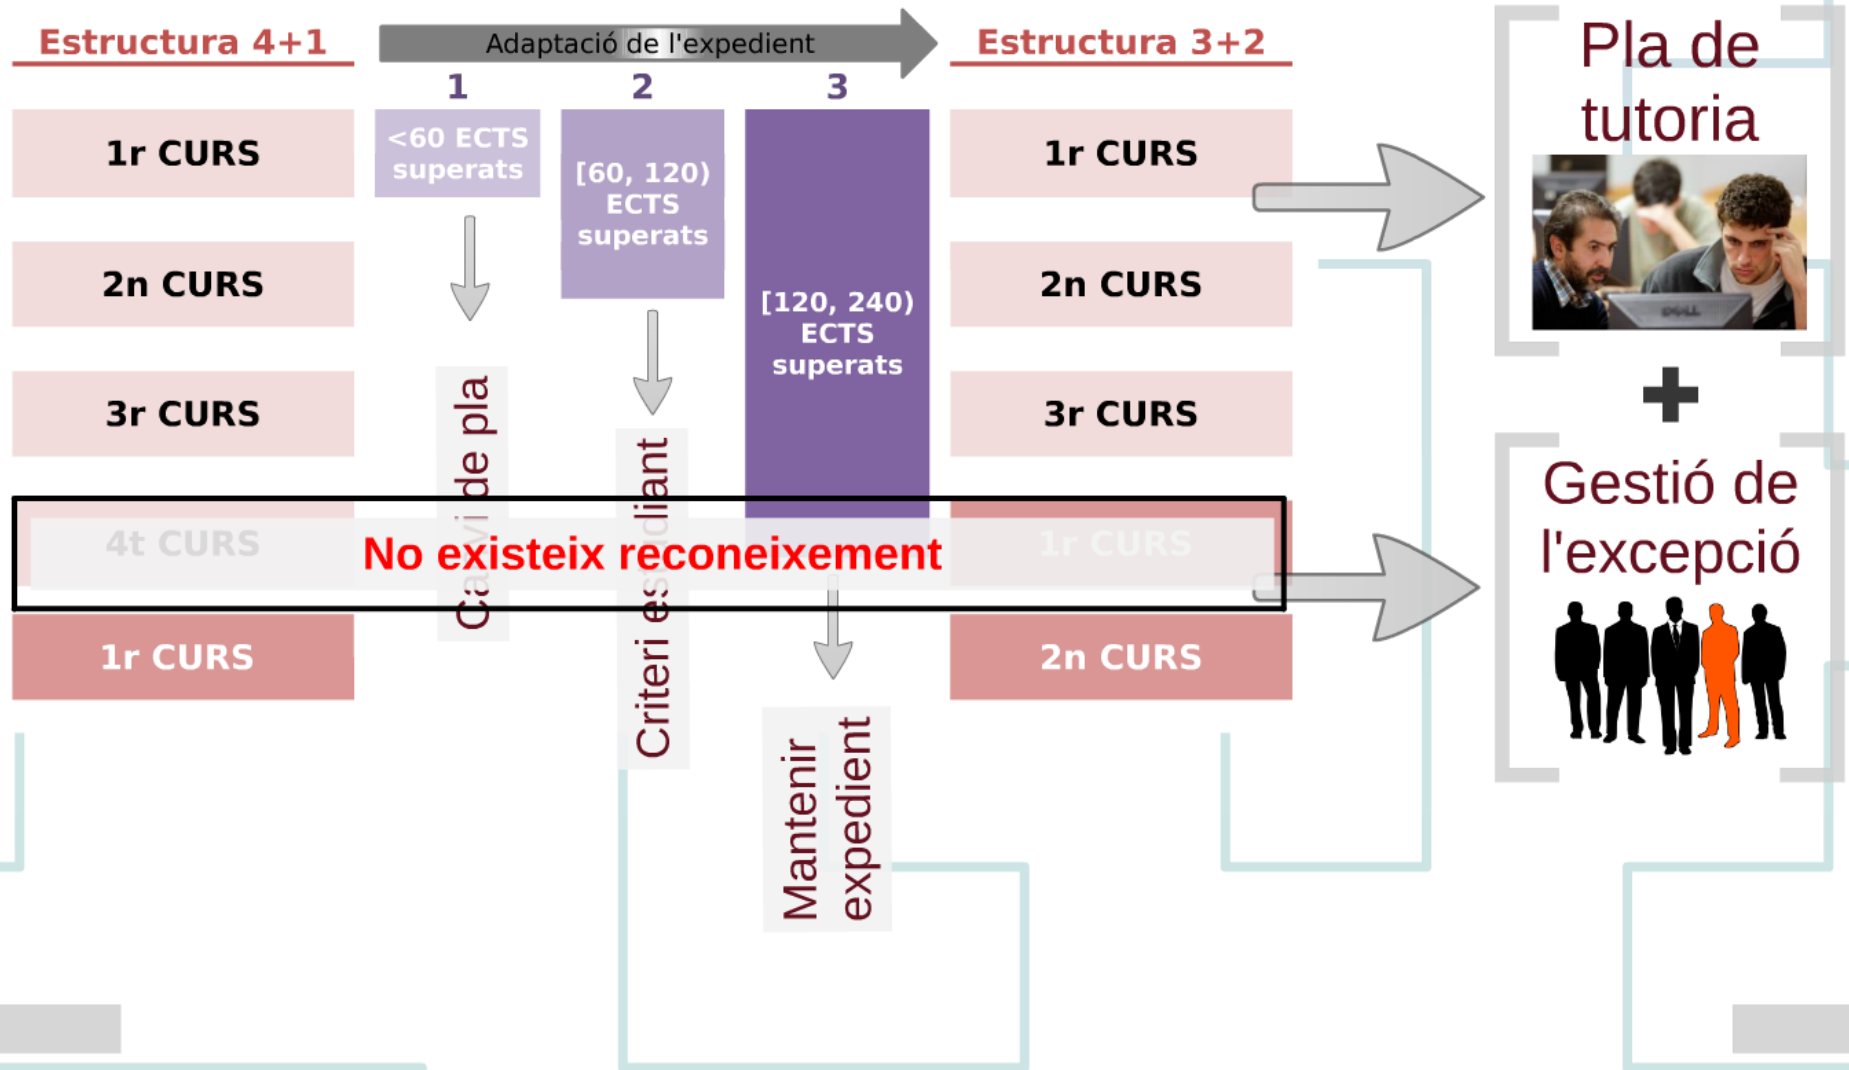 Estructura 4+1
Adaptació de l'expedient
Estructura 3+2
1
2
3
1r CURS
2n CURS
3r CURS
4t CURS
1r CURS
<60 ECTS
superats
[60, 120)
ECTS
superats
[120, 240)
ECTS
superats
Canvi de pla
Criteri estudiant
Mantenir
expedient
No existeix reconeixement
1r CURS
2n CURS
3r CURS
1r CURS
2n CURS
Pla de
tutoria
DELL
Gestió de
l'excepció